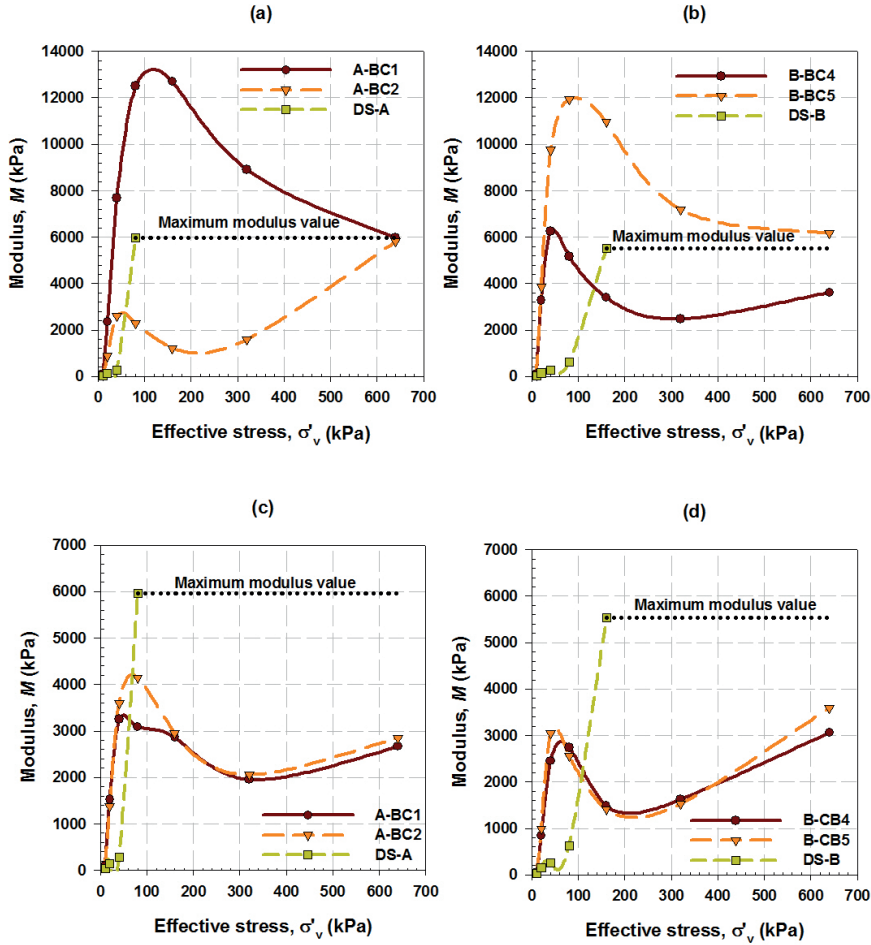 (a)
14000
12000
10000
8000
6000
4000
2000
0
Modulus, M (kPa)
A-BC1
A-BC2
DS-A
Maximum modulus value
0 100 200 300 400 500 600 700
Effective stress, σ'v (kPa)
(b)
14000
12000
10000
8000
6000
4000
2000
0
Modulus, M (kPa)
B-BC4
B-BC5
DS-B
Maximum modulus value
0 100 200 300 400 500 600 700
Effective stress, σ'v (kPa)
(c)
7000
6000
5000
4000
3000
2000
1000
0
Modulus, M (kPa)
Maximum modulus value
A-BC1
A-BC2
DS-A
0 100 200 300 400 500 600 700
Effective stress, σ'v (kPa)
(d)
7000
6000
5000
4000
3000
2000
1000
0
Modulus, M (kPa)
Maximum modulus value
B-CB4
B-CB5
DS-B
0 100 200 300 400 500 600 700
Effective stress, σ'v (kPa)